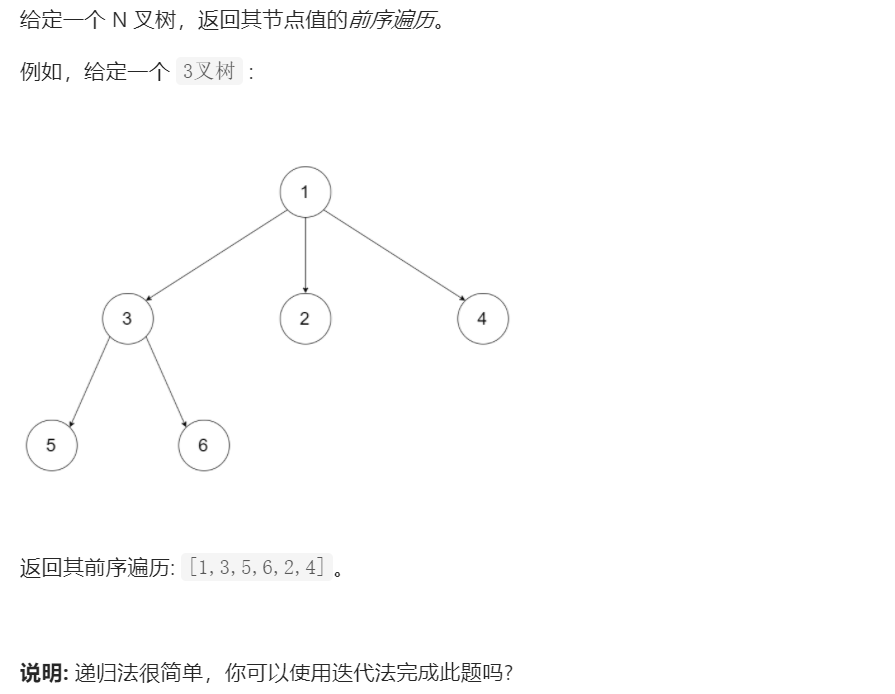 给定一个 N 叉树，返回其节点值的前序遍历。
例如，给定一个 3叉树 :
1
3 2 4
5 6
返回其前序遍历: [1,3,5,6,2,4] 。
说明: 递归法很简单，你可以使用迭代法完成此题吗?